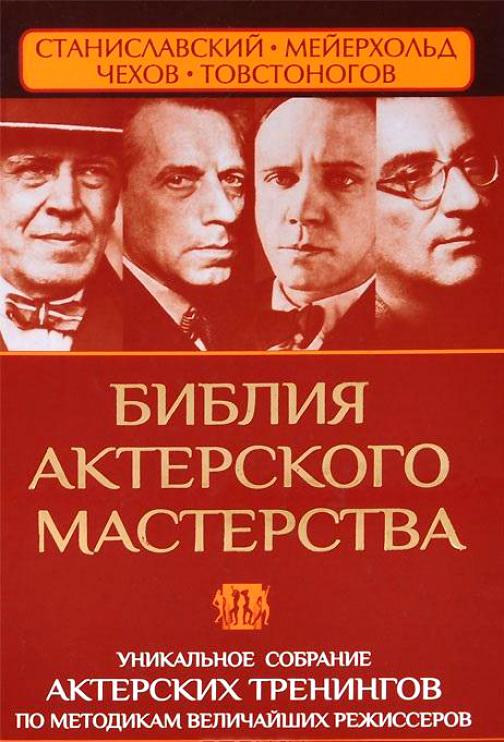 СТАНИСЛАВСКИЙ • МЕЙЕРХОЛЬД
ЧЕХОВ • ТОВСТОНОГОВ
БИБЛИЯ
АКТЕРСКОГО
МАСТЕРСТВА
УНИКАЛЬНОЕ СОБРАНИЕ
АКТЕРСКИХ ТРЕНИНГОВ
ПО МЕТОДИКАМ ВЕЛИЧАЙШИХ РЕЖИССЕРОВ